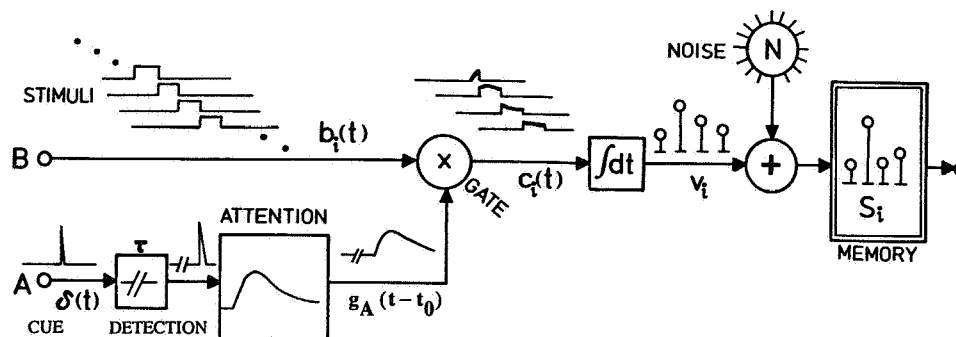 NOISE
N
STIMULI
B
b_i(t)
×
GATE
c_i(t)
∫dt
v_i
+
S_i
MEMORY
ATTENTION
τ
A
δ(t)
g_A (t – t_0)
CUE
DETECTION